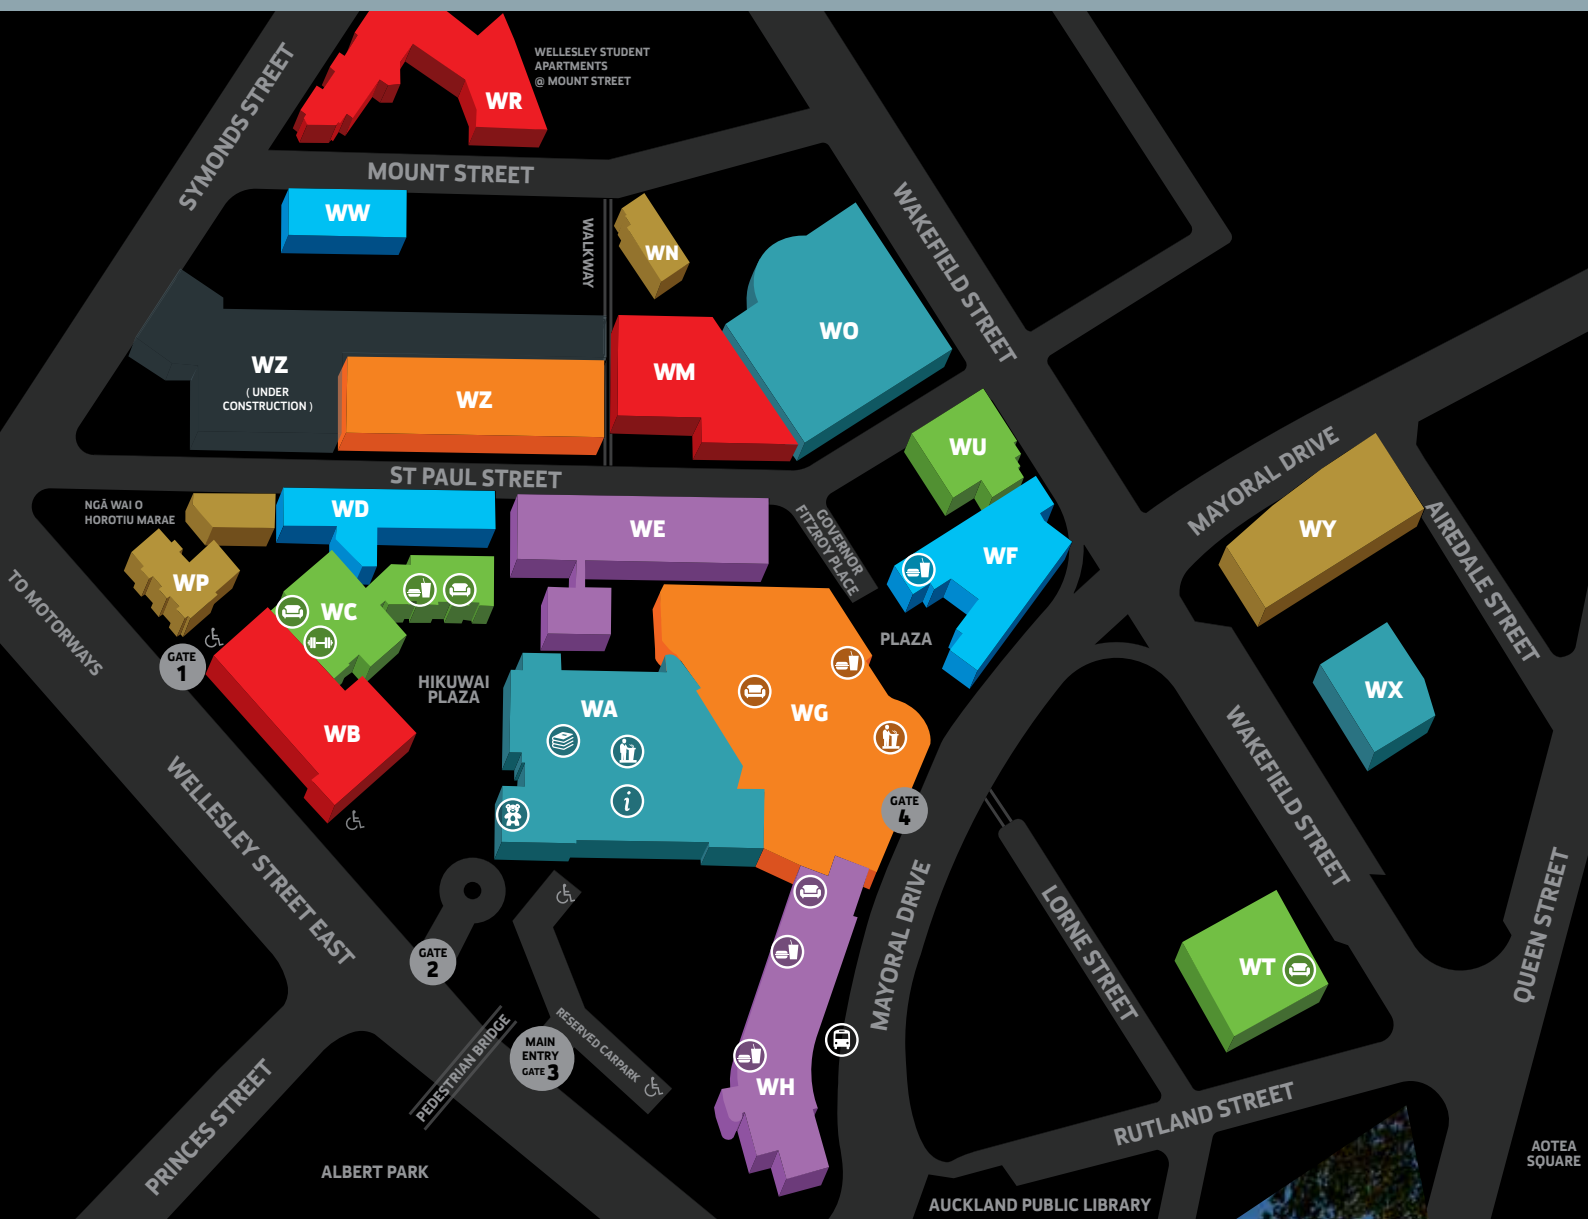 WELLESLEY STUDENT
APARTMENTS
@ MOUNT STREET
WR
SYMONDS STREET
MOUNT STREET
WW
WALKWAY
WN
WAKEFIELD STREET
WO
WZ
( UNDER
CONSTRUCTION )
WZ
WM
ST PAUL STREET
WU
MAYORAL DRIVE
AIREDALE STREET
WY
NGĀ WAI O
HOROTIU MARAE
WD
WE
GOVERNOR
FITZROY PLACE
WF
WP
WC
TO MOTORWAYS
GATE
1
PLAZA
HIKUWAI
PLAZA
WX
WA
WG
WB
i
GATE
4
WAKEFIELD STREET
WELLESLEY STREET EAST
GATE
2
MAYORAL DRIVE
LORNE STREET
WT
QUEEN STREET
PEDESTRIAN BRIDGE
MAIN
ENTRY
GATE 3
RESERVED CARPARK
WH
PRINCES STREET
RUTLAND STREET
ALBERT PARK
AOTEA
SQUARE
AUCKLAND PUBLIC LIBRARY